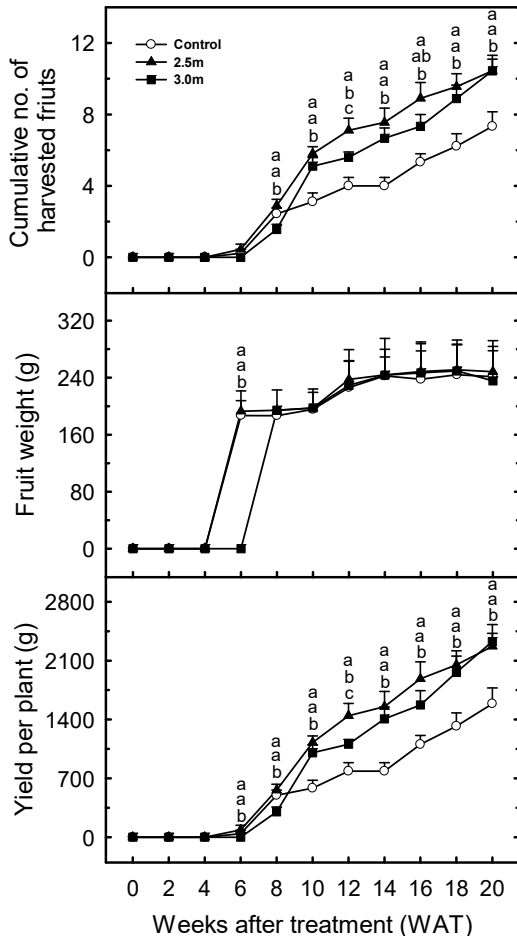 Cumulative no. of
harvested friuts
12
8
4
0
Control
2.5m
3.0m
a a a a a a a
a a b a ab a a
b b c b b b b
Fruit weight (g)
320
240
160
80
0
a
a
b
Yield per plant (g)
2800
2100
1400
700
0
a a a a a a a a
a a a b a a a a
b b b c b b b b
0 2 4 6 8 10 12 14 16 18 20
Weeks after treatment (WAT)